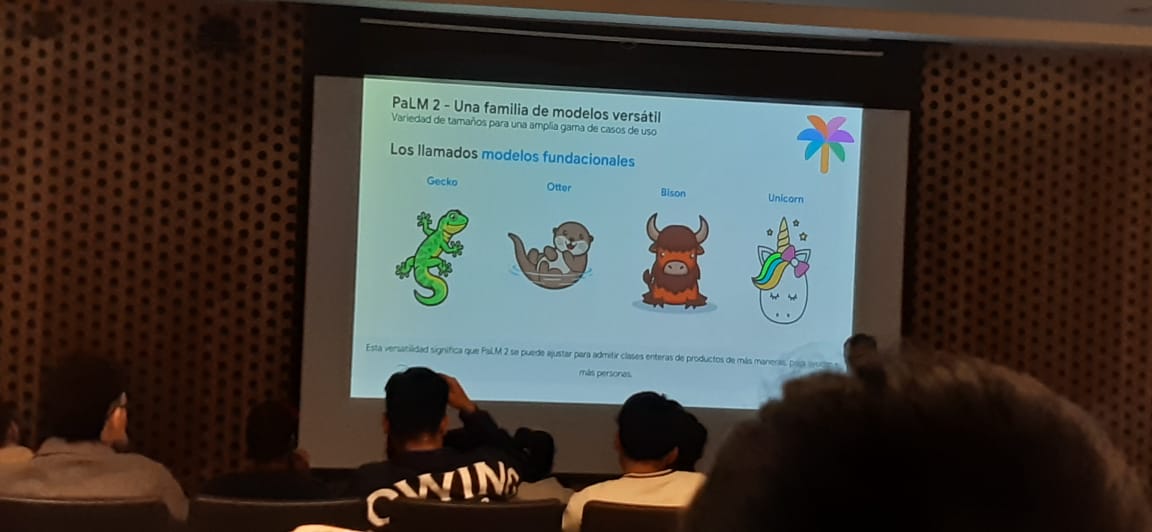 PaLM 2 - Una familia de modelos versátil
Variedad de tamaños para una amplia gama de casos de uso
Los llamados modelos fundacionales
Gecko
Otter
Bison
Unicorn
Esta versatilidad significa que PaLM 2 se puede ajustar para admitir clases enteras de productos de más maneras, para
más personas.
OWING